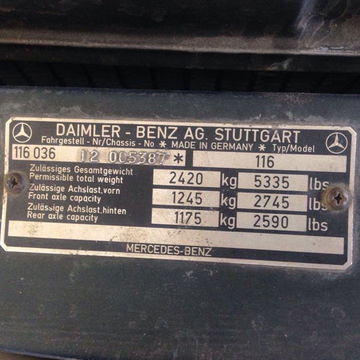 DAIMLER - BENZ AG. STUTTGART
Fahrgestell - Nr/Chassis - No * MADE IN GERMANY * Typ/Model
116 036 12 005387 * 116
Zulässiges Gesamtgewicht
Permissible total weight 2420 kg 5335 lbs
Zulässige Achslast, vorn
Front axle capacity 1245 kg 2745 lbs
Zulässige Achslast, hinten
Rear axle capacity 1175 kg 2590 lbs
MERCEDES-BENZ